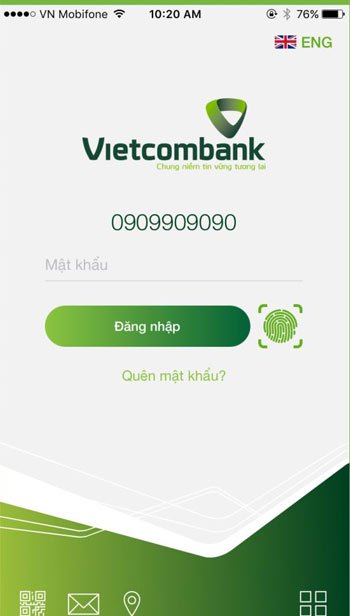 VN Mobifone 10:20 AM 76%
ENG
Vietcombank
Chung niềm tin vững tương lai
0909909090
Mật khẩu
Đăng nhập
Quên mật khẩu?